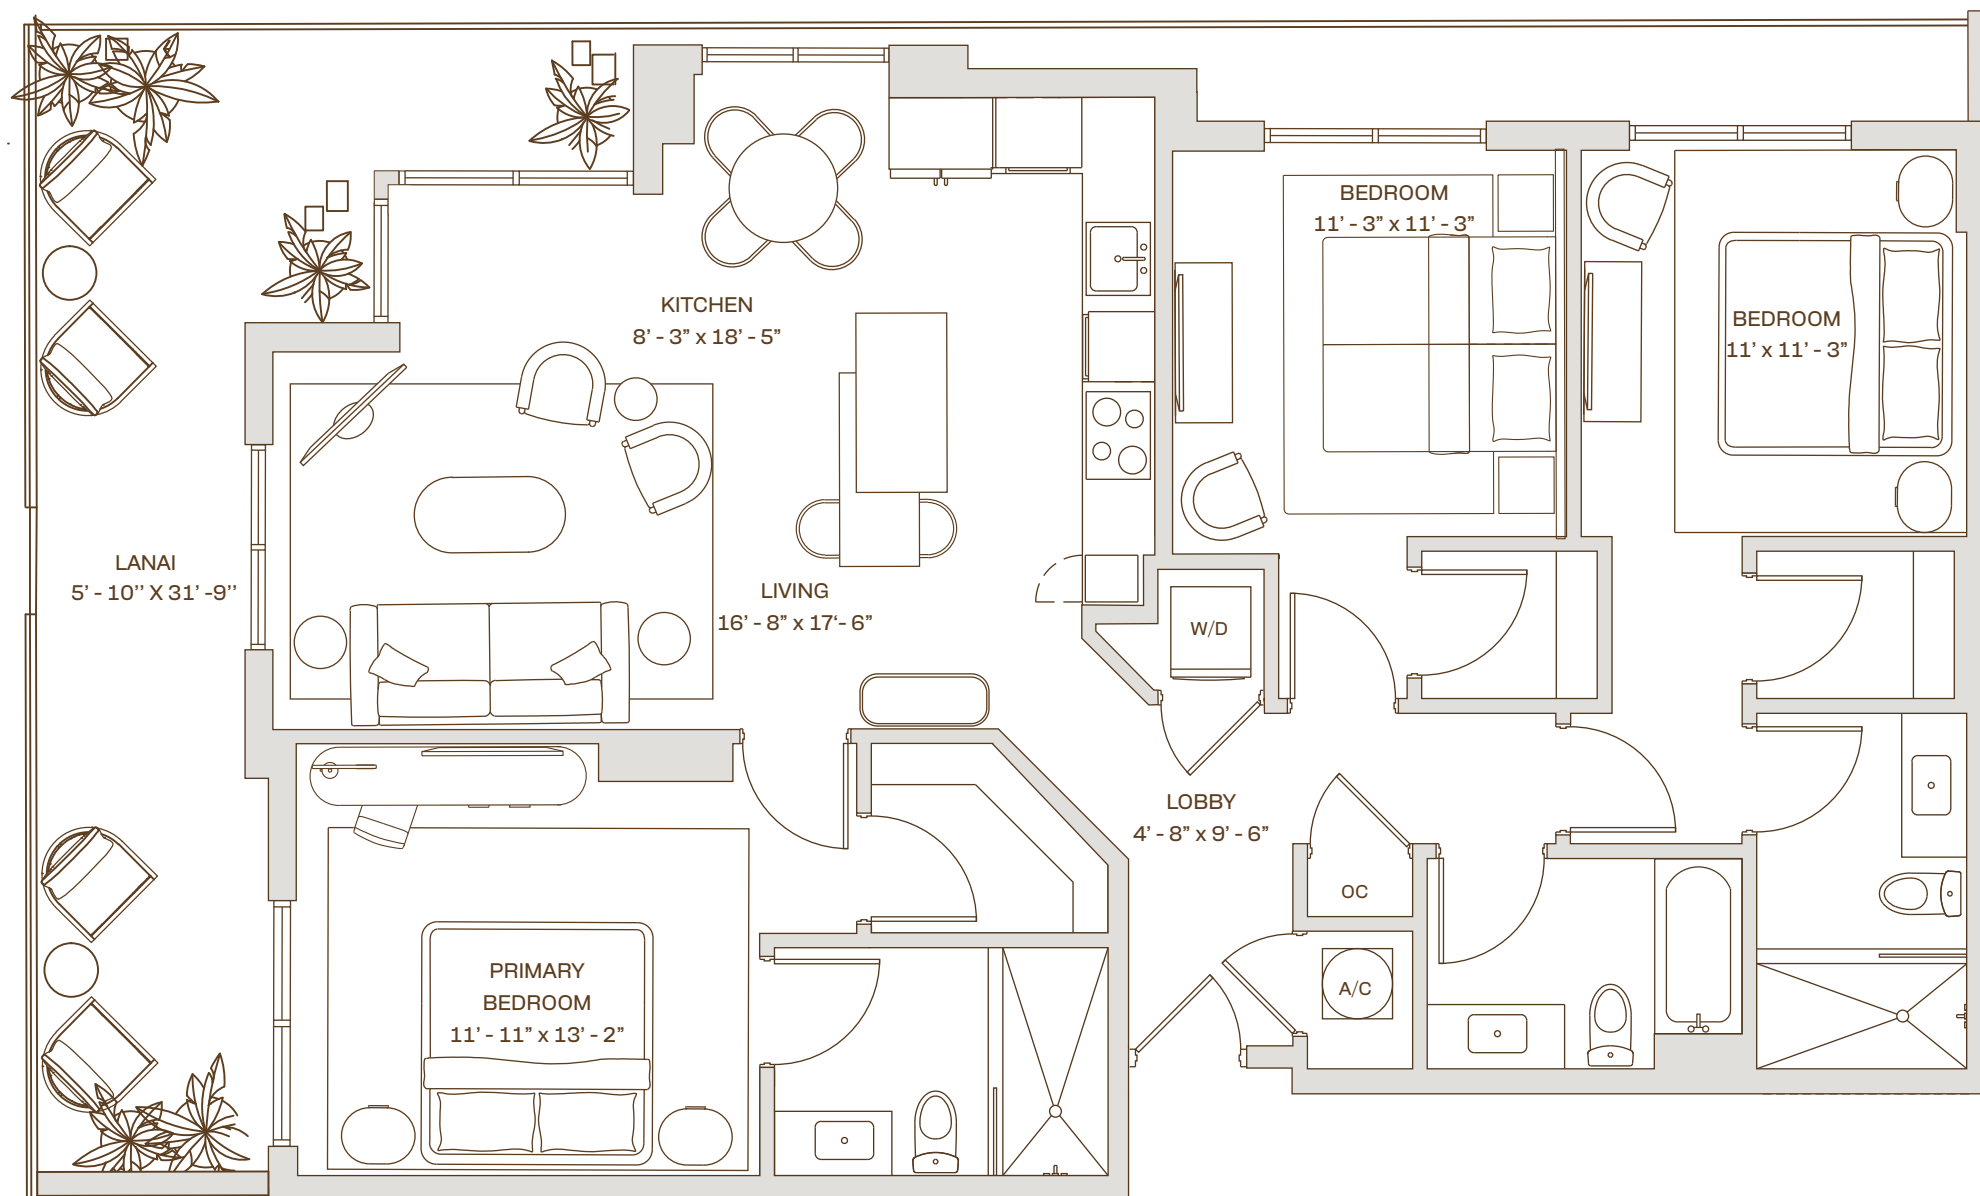 BEDROOM
11' - 3” x 11' - 3”
BEDROOM
11' x 11' - 3”
KITCHEN
8' - 3” x 18' - 5”
LANAI
5' - 10’’ X 31' -9’’
LIVING
16' - 8” x 17‘- 6”
W/D
LOBBY
4' - 8” x 9' - 6”
OC
A/C
PRIMARY
BEDROOM
11' - 11” x 13' - 2”